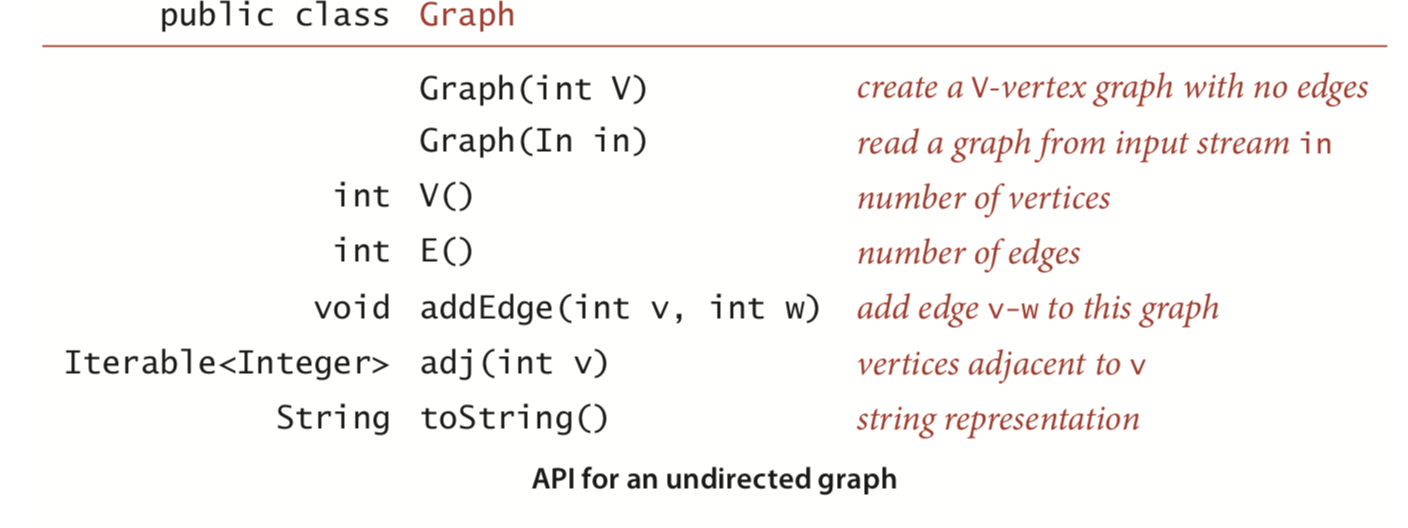 public class Graph
Graph(int V) create a V-vertex graph with no edges
Graph(In in) read a graph from input stream in
int V() number of vertices
int E() number of edges
void addEdge(int v, int w) add edge v-w to this graph
Iterable<Integer> adj(int v) vertices adjacent to v
String toString() string representation
API for an undirected graph